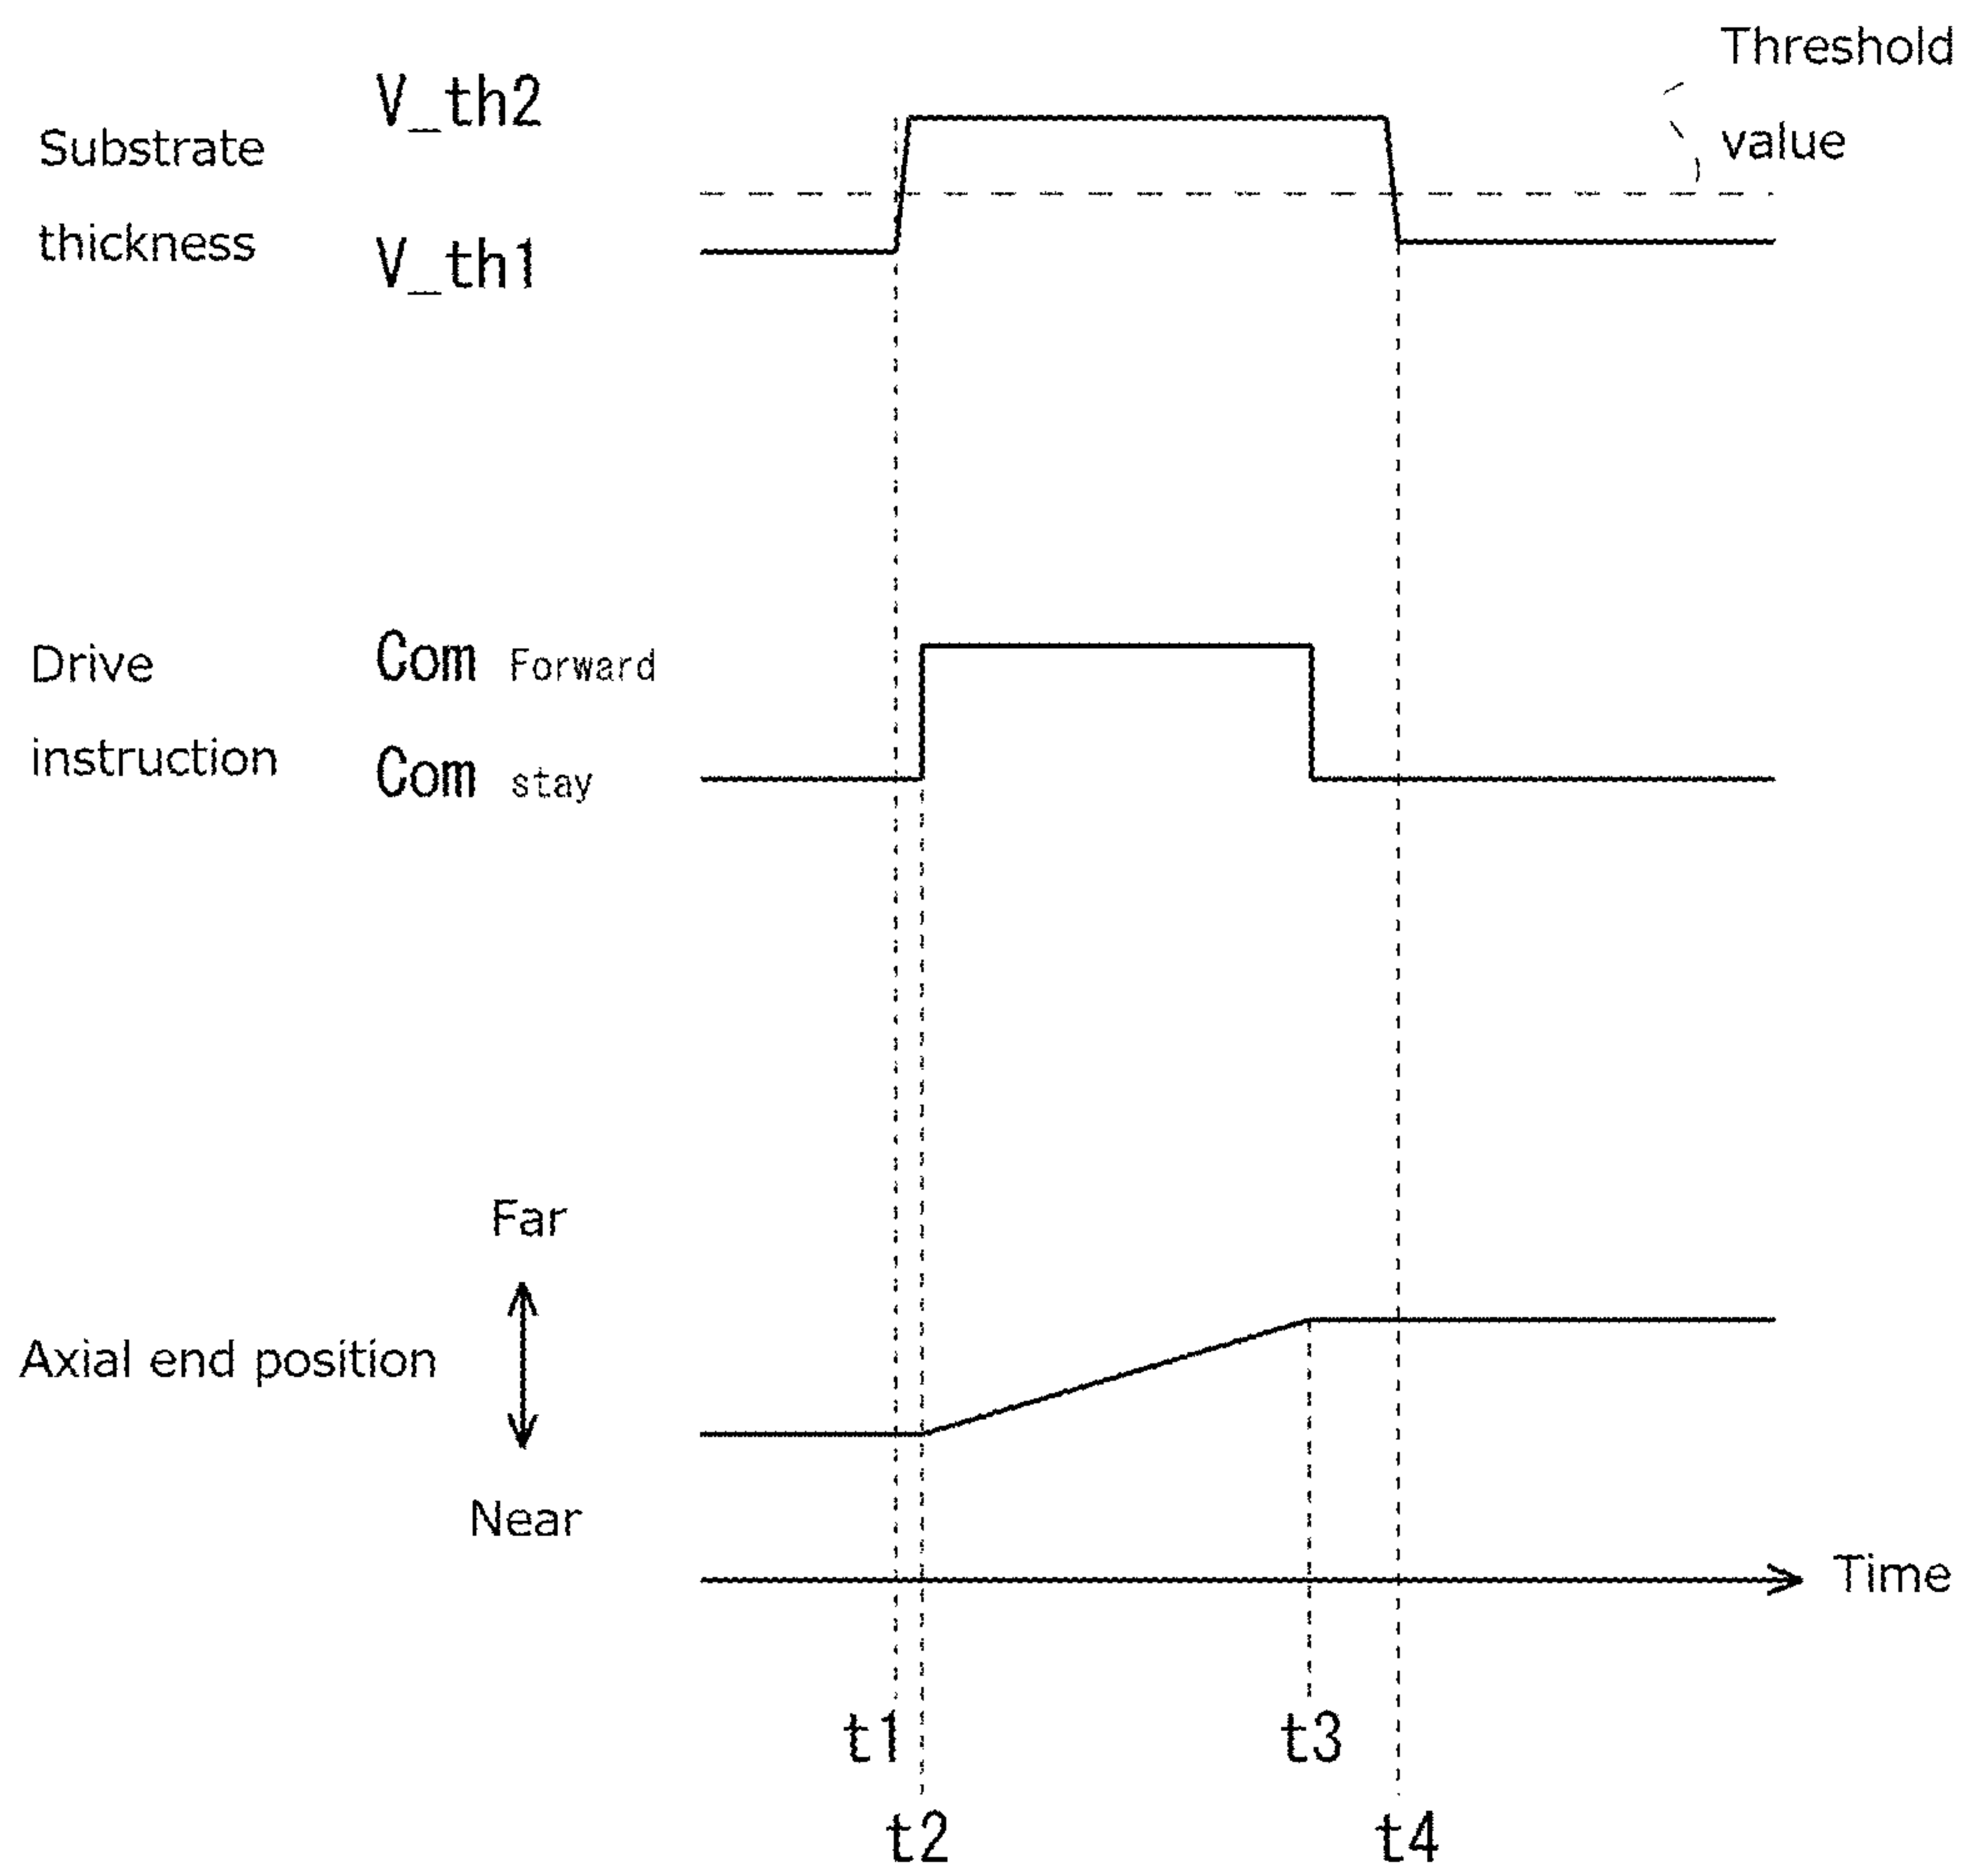 Threshold
value
V_th2
Substrate
thickness
V_th1
Drive
instruction
Com Forward
Com stay
Far
Axial end position
Near
Time
t1
t3
t2
t4